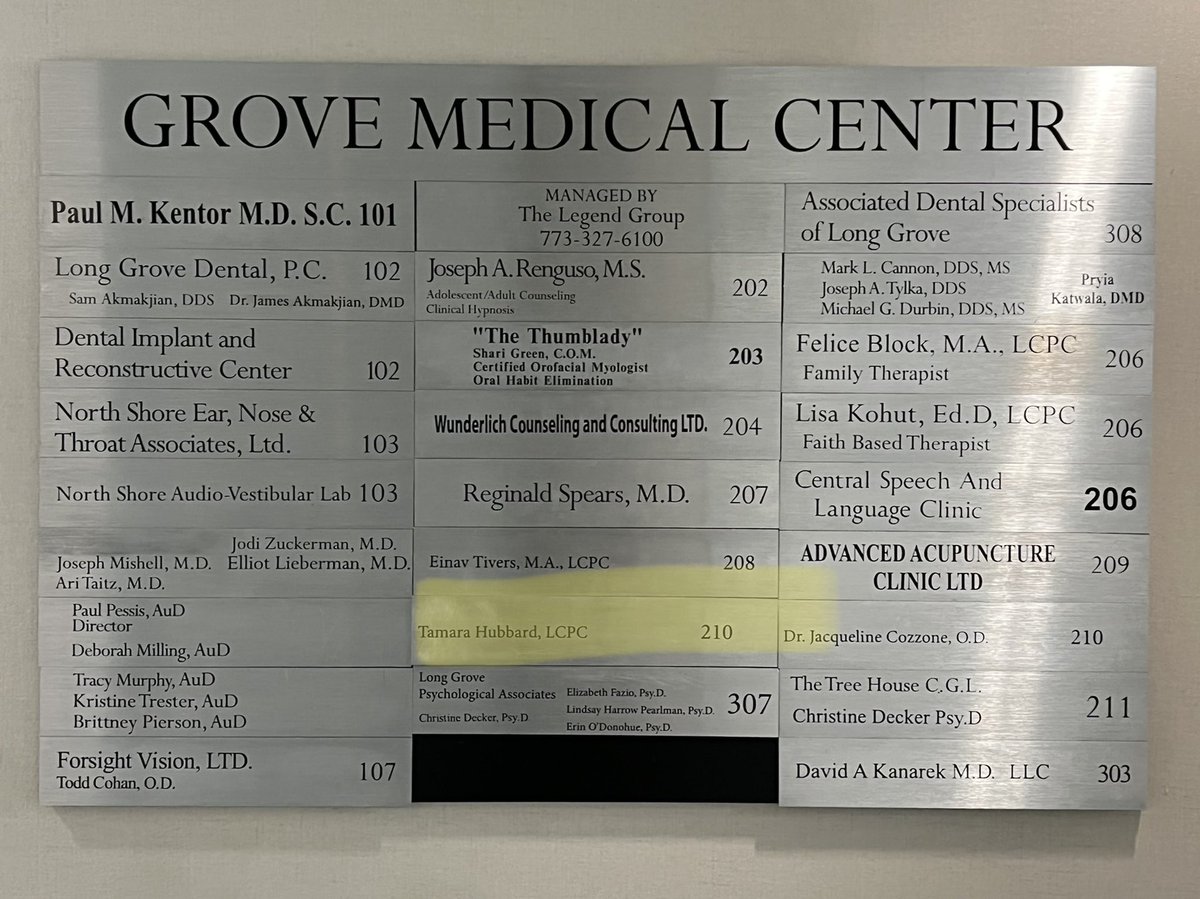 GROVE MEDICAL CENTER
Paul M. Kentor M.D. S.C. 101
Long Grove Dental, P.C. 102
Sam Akmakjian, DDS Dr. James Akmakjian, DMD
Dental Implant and
Reconstructive Center 102
North Shore Ear, Nose &
Throat Associates, Ltd. 103
North Shore Audio-Vestibular Lab 103
Jodi Zuckerman, M.D.
Joseph Mishell, M.D. Elliot Lieberman, M.D.
Ari Taitz, M.D.
Paul Pessis, AuD
Director
Deborah Milling, AuD
Tracy Murphy, AuD
Kristine Trester, AuD
Brittney Pierson, AuD
Forsight Vision, LTD.
Todd Cohan, O.D. 107
MANAGED BY
The Legend Group
773-327-6100
Joseph A. Renguso, M.S. 202
Adolescent/Adult Counseling
Clinical Hypnosis
"The Thumblady"
Shari Green, C.O.M. 203
Certified Orofacial Myologist
Oral Habit Elimination
Wunderlich Counseling and Consulting LTD. 204
Reginald Spears, M.D. 207
Einav Tivers, M.A., LCPC 208
Tamara Hubbard, LCPC 210
Long Grove
Psychological Associates Elizabeth Fazio, Psy.D.
Lindsay Harrow Pearlman, Psy.D. 307
Christine Decker, Psy.D.
Erin O'Donohue, Psy.D.
Associated Dental Specialists
of Long Grove 308
Mark L. Cannon, DDS, MS
Joseph A. Tylka, DDS
Michael G. Durbin, DDS, MS
Pryia
Katwala, DMD
Felice Block, M.A., LCPC 206
Family Therapist
Lisa Kohut, Ed.D, LCPC 206
Faith Based Therapist
Central Speech And
Language Clinic 206
ADVANCED ACUPUNCTURE
CLINIC LTD 209
Dr. Jacqueline Cozzone, O.D. 210
The Tree House C.G.L.
Christine Decker Psy.D 211
David A Kanarek M.D. LLC 303